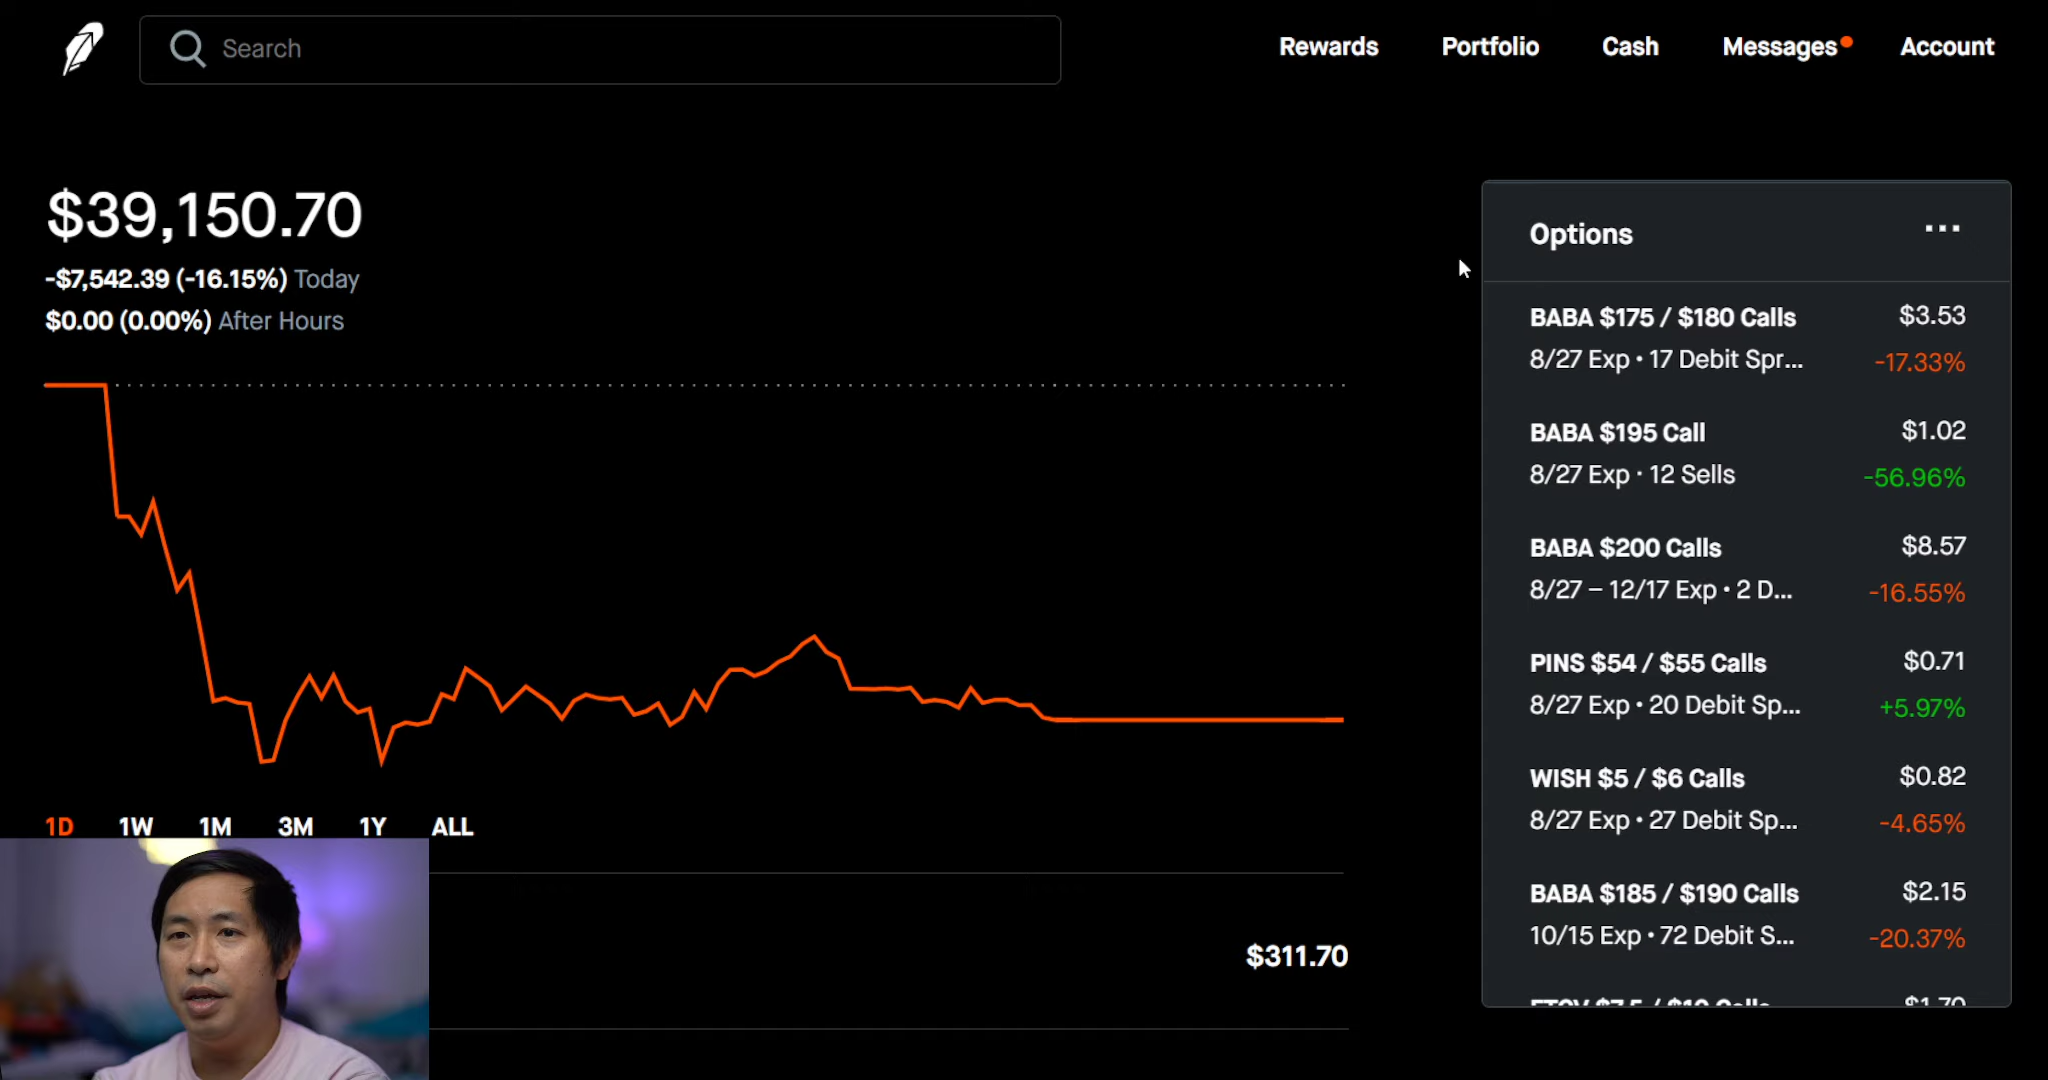 Search
Rewards
Portfolio
Cash
Messages
Account
$39,150.70
-$7,542.39 (-16.15%) Today
$0.00 (0.00%) After Hours
1D
1W
1M
3M
1Y
ALL
$311.70
Options
...
BABA $175 / $180 Calls
$3.53
8/27 Exp • 17 Debit Spr...
-17.33%
BABA $195 Call
$1.02
8/27 Exp · 12 Sells
-56.96%
BABA $200 Calls
$8.57
8/27 – 12/17 Exp • 2 D...
-16.55%
PINS $54 / $55 Calls
$0.71
8/27 Exp • 20 Debit Sp...
+5.97%
WISH $5 / $6 Calls
$0.82
8/27 Exp • 27 Debit Sp...
-4.65%
BABA $185 / $190 Calls
$2.15
10/15 Exp • 72 Debit S...
-20.37%